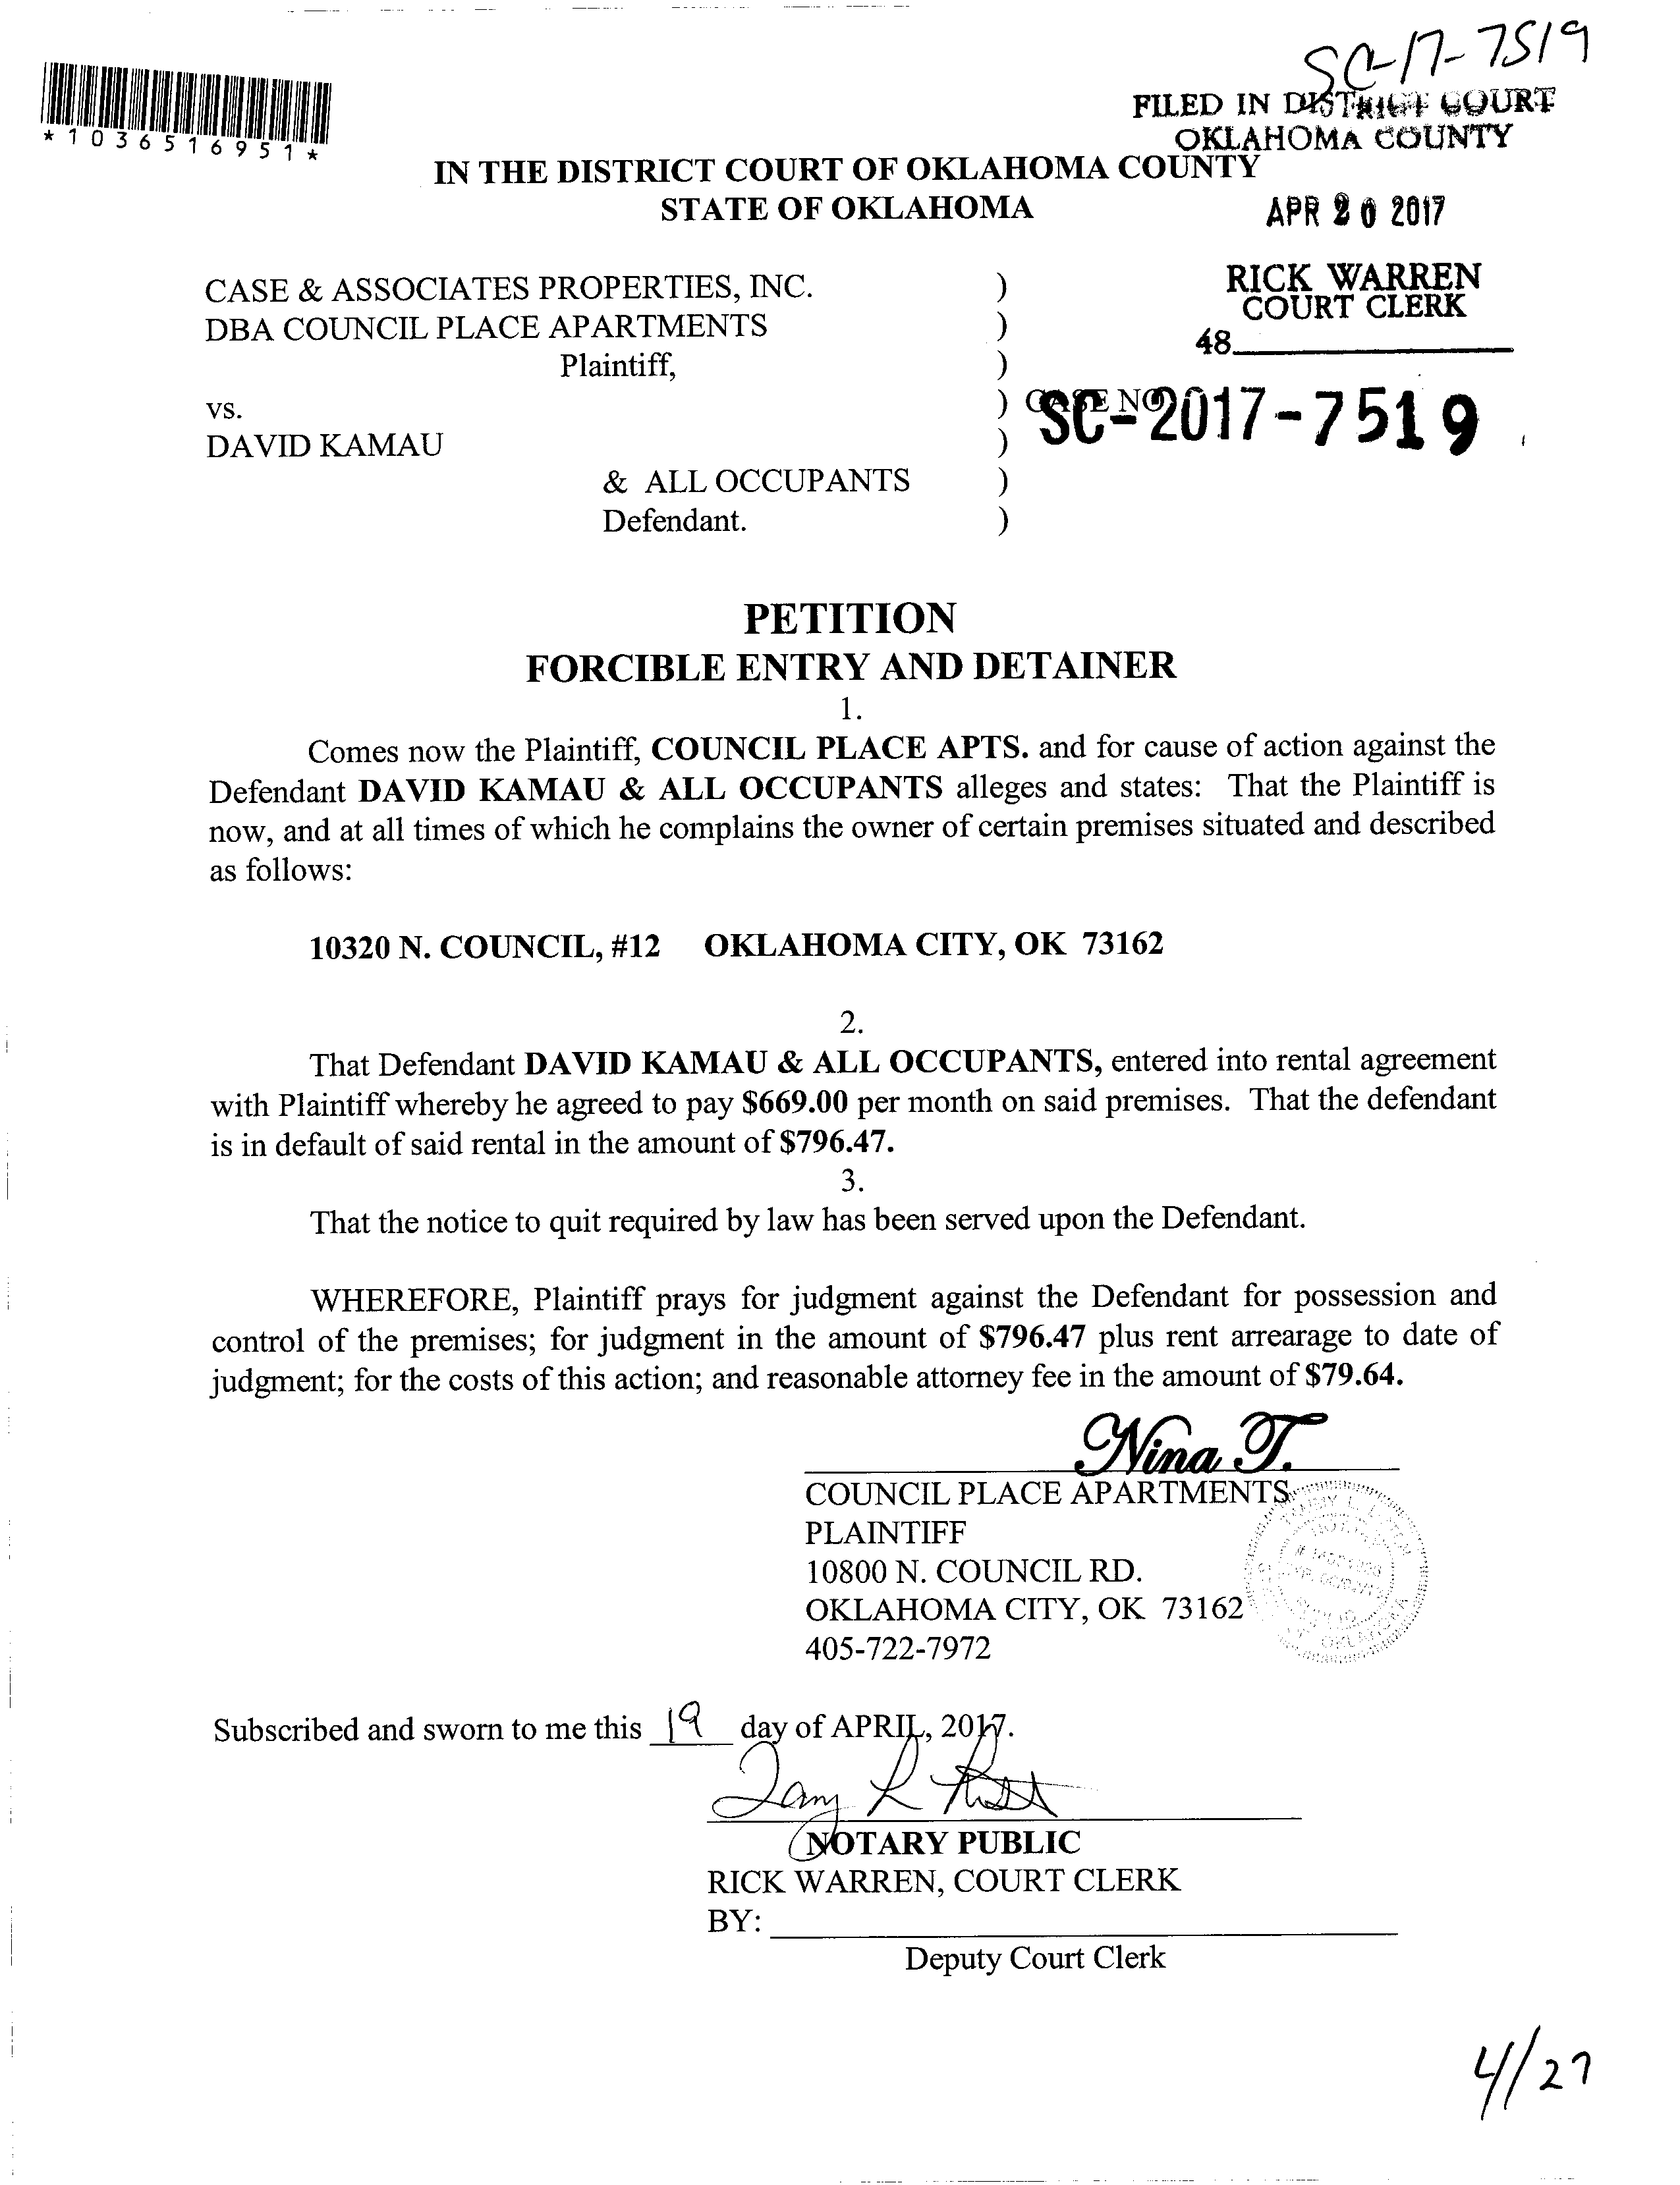 SC-17-7519
*1036516951*
FILED IN DISTRICT COURT
OKLAHOMA COUNTY
IN THE DISTRICT COURT OF OKLAHOMA COUNTY
STATE OF OKLAHOMA
APR 20 2017
CASE & ASSOCIATES PROPERTIES, INC. )
DBA COUNCIL PLACE APARTMENTS )
Plaintiff, )
RICK WARREN
COURT CLERK
48
vs. ) CASE NO.
SC-2017-7519
DAVID KAMAU )
& ALL OCCUPANTS )
Defendant. )
PETITION
FORCIBLE ENTRY AND DETAINER
1.
Comes now the Plaintiff, COUNCIL PLACE APTS. and for cause of action against the
Defendant DAVID KAMAU & ALL OCCUPANTS alleges and states: That the Plaintiff is
now, and at all times of which he complains the owner of certain premises situated and described
as follows:
10320 N. COUNCIL, #12 OKLAHOMA CITY, OK 73162
2.
That Defendant DAVID KAMAU & ALL OCCUPANTS, entered into rental agreement
with Plaintiff whereby he agreed to pay $669.00 per month on said premises. That the defendant
is in default of said rental in the amount of $796.47.
3.
That the notice to quit required by law has been served upon the Defendant.
WHEREFORE, Plaintiff prays for judgment against the Defendant for possession and
control of the premises; for judgment in the amount of $796.47 plus rent arrearage to date of
judgment; for the costs of this action; and reasonable attorney fee in the amount of $79.64.
Nina T.
COUNCIL PLACE APARTMENTS
PLAINTIFF
10800 N. COUNCIL RD.
OKLAHOMA CITY, OK 73162
405-722-7972
Subscribed and sworn to me this 19 day of APRIL, 2017.
NOTARY PUBLIC
RICK WARREN, COURT CLERK
BY:
Deputy Court Clerk
4/27